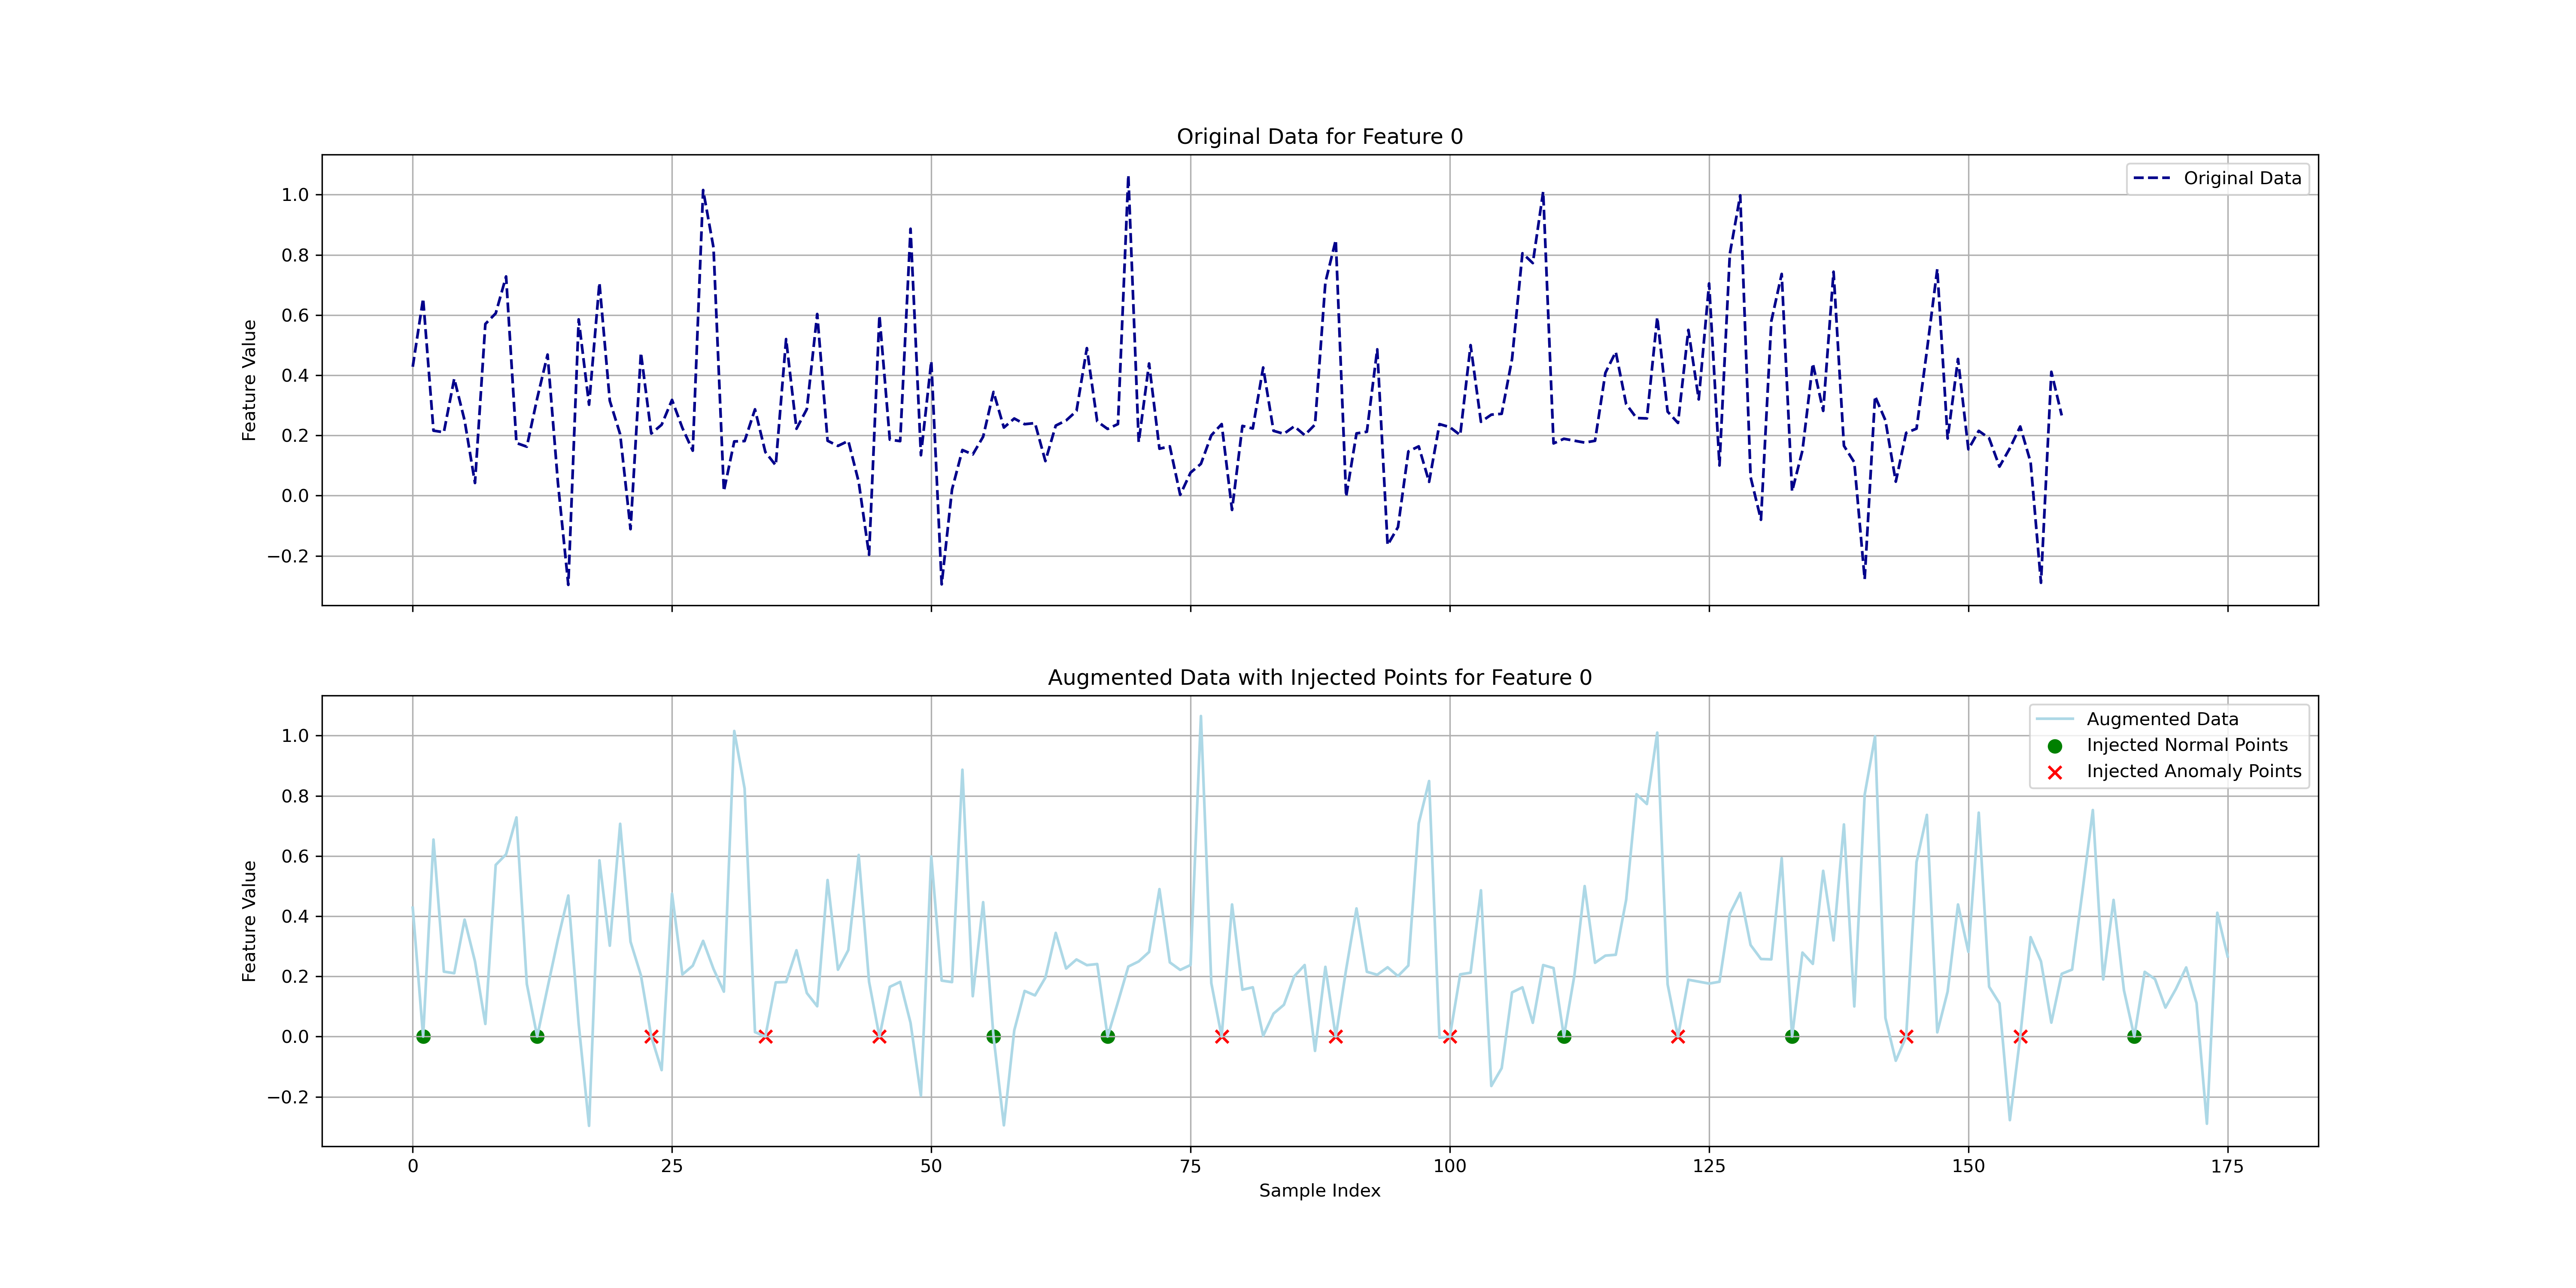 Original Data for Feature 0
1.0
0.8
0.6
0.4
0.2
0.0
−0.2
Feature Value
Original Data
Augmented Data with Injected Points for Feature 0
1.0
0.8
0.6
0.4
0.2
0.0
−0.2
Feature Value
Augmented Data
Injected Normal Points
Injected Anomaly Points
0 25 50 75 100 125 150 175
Sample Index